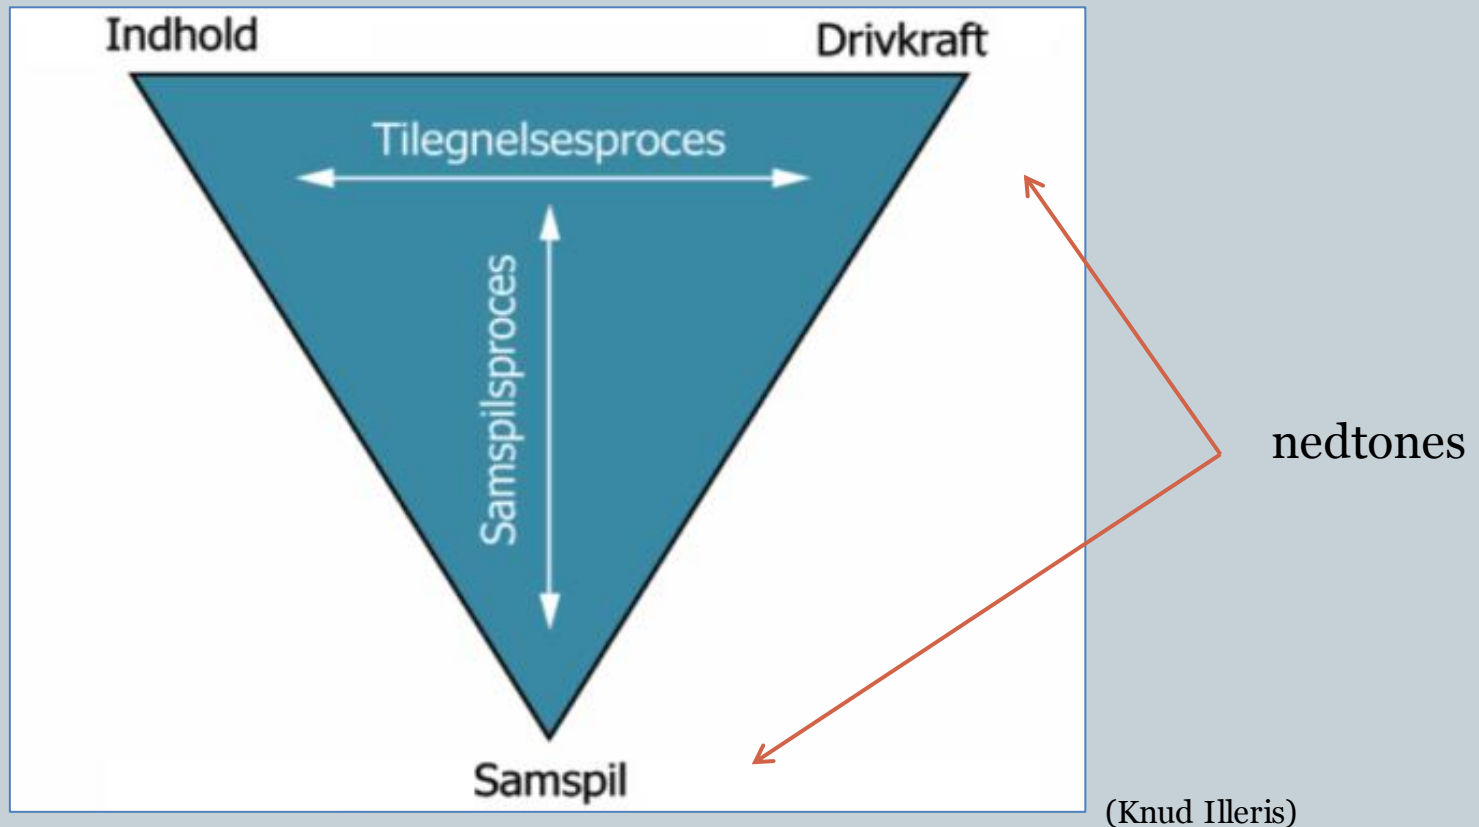 Indhold
Drivkraft
Tilegnelsesproces
Samspilsproces
nedtones
Samspil
(Knud Illeris)